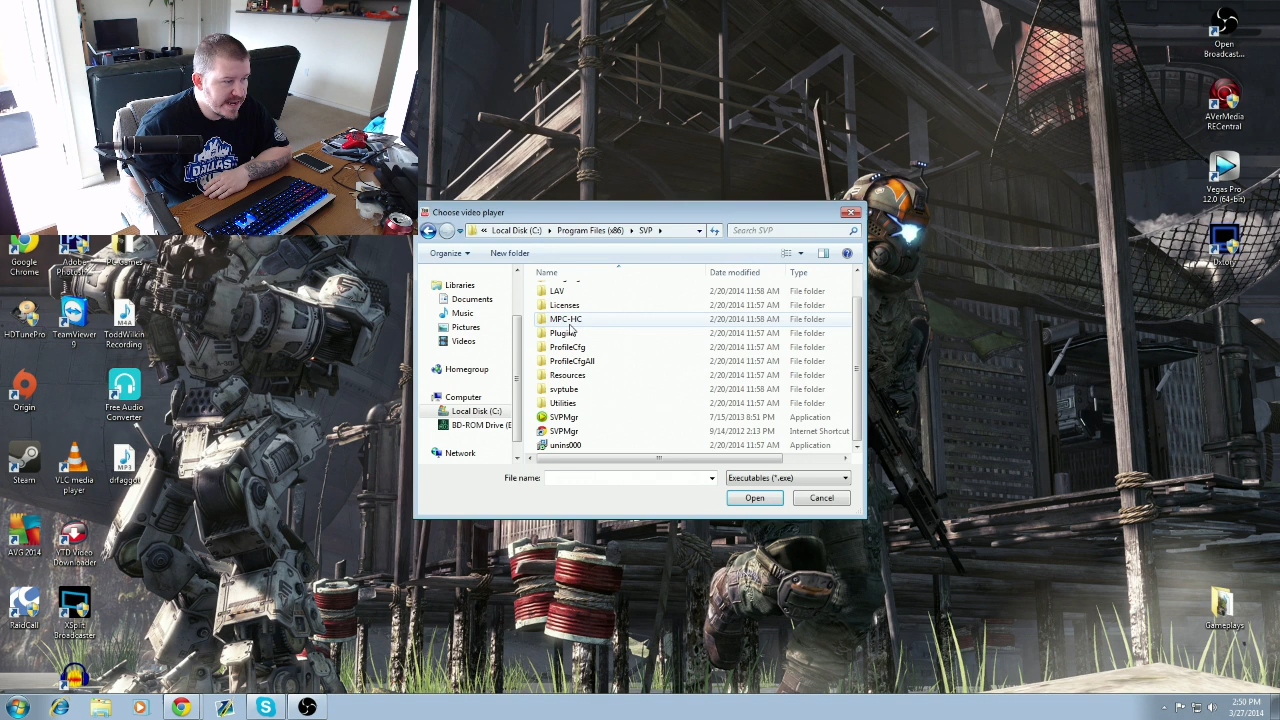 DALLAS
Open
Broadcast...
AVerMedia
RECentral
Vegas Pro
12.0 (64-bit)
Dxtory
Choose video player
Local Disk (C:)
Program Files (x86)
SVP
Search SVP
Organize
New folder
Name
Date modified
Type
Libraries
Documents
Music
Pictures
Videos
Homegroup
Computer
Local Disk (C:)
BD-ROM Drive (E
Network
LAV 2/20/2014 11:58 AM File folder
Licenses 2/20/2014 11:57 AM File folder
MPC-HC 2/20/2014 11:58 AM File folder
Plugins 2/20/2014 11:57 AM File folder
ProfileCfg 2/20/2014 11:57 AM File folder
ProfileCfgAll 2/20/2014 11:57 AM File folder
Resources 2/20/2014 11:57 AM File folder
svptube 2/20/2014 11:58 AM File folder
Utilities 2/20/2014 11:57 AM File folder
SVPMgr 7/15/2013 8:51 PM Application
SVPMgr 9/14/2012 2:13 PM Internet Shortcut
unins000 2/20/2014 11:57 AM Application
File name:
Executables (*.exe)
Open
Cancel
Google
Chrome
Adobe
Photosh
PC Games
HDTunePro
TeamViewer
9
M4A
ToddWilkin
Recording
Origin
Free Audio
Converter
Steam
VLC media
player
MP3
drfaggot
AVG 2014
YTD Video
Downloader
RaidCall
XSplit
Broadcaster
Gameplays
2:50 PM
3/27/2014